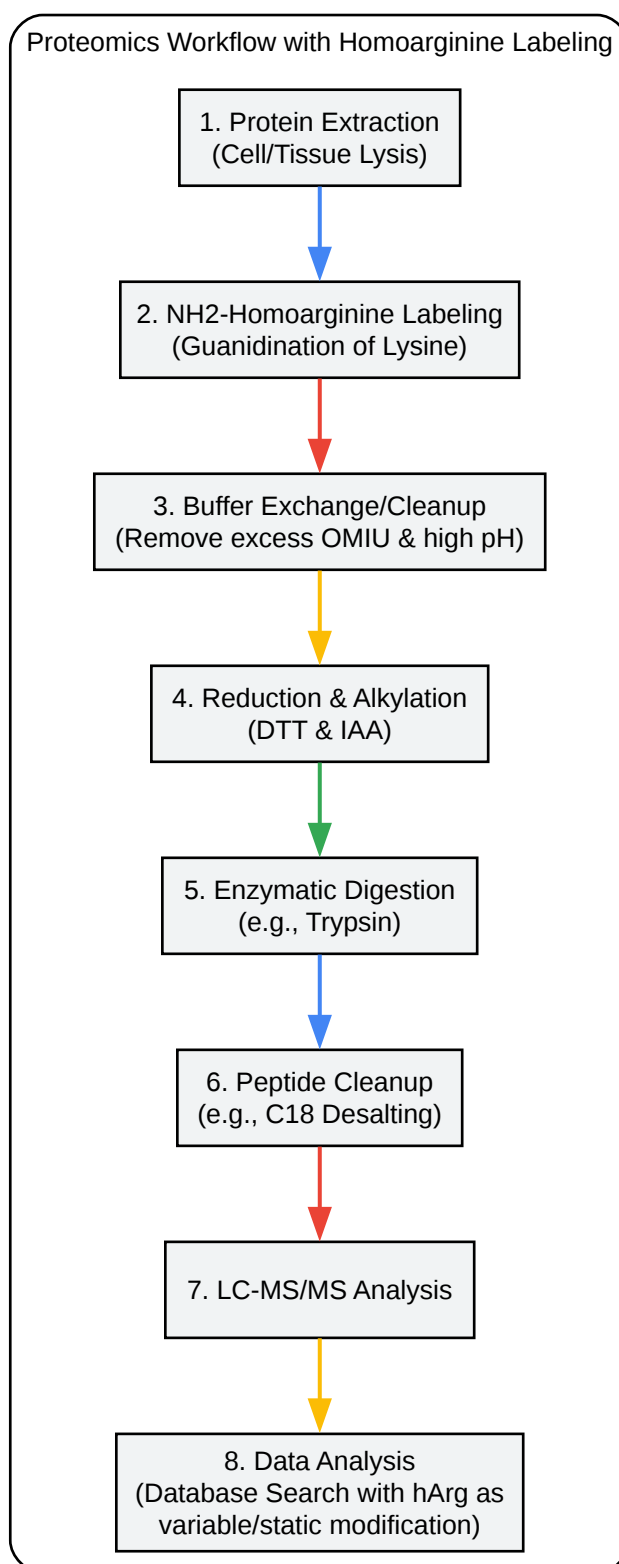 Proteomics Workflow with Homoarginine Labeling
1. Protein Extraction
(Cell/Tissue Lysis)
2. NH2-Homoarginine Labeling
(Guanidination of Lysine)
3. Buffer Exchange/Cleanup
(Remove excess OMIU & high pH)
4. Reduction & Alkylation
(DTT & IAA)
5. Enzymatic Digestion
(e.g., Trypsin)
6. Peptide Cleanup
(e.g., C18 Desalting)
7. LC-MS/MS Analysis
8. Data Analysis
(Database Search with hArg as
variable/static modification)